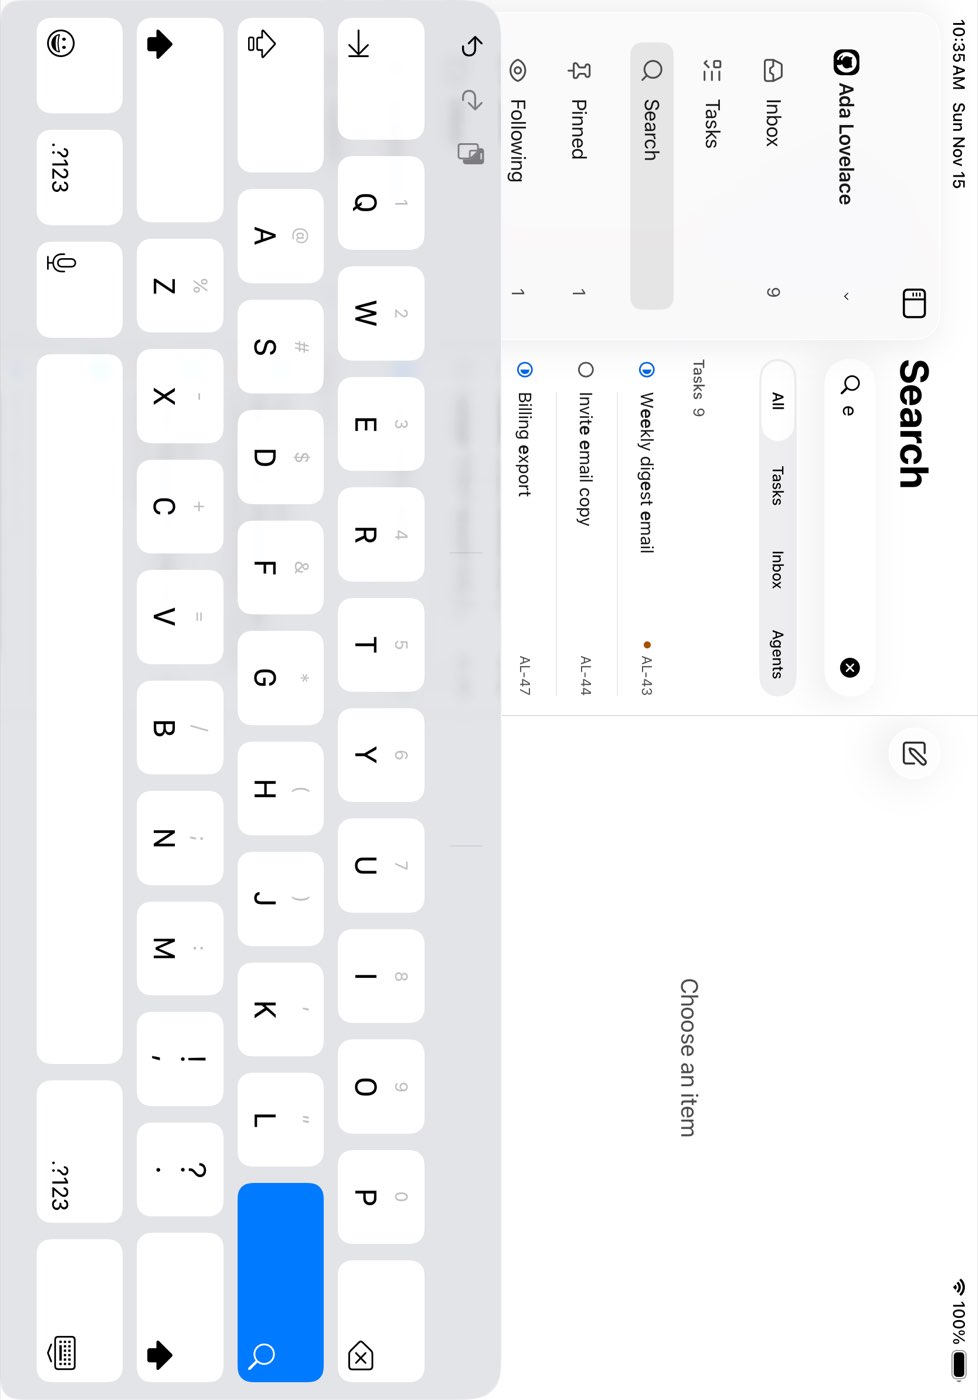 10:35 AM Sun Nov 15
100%
Ada Lovelace
Inbox 9
Tasks
Search
Pinned 1
Following 1
Search
e
All Tasks Inbox Agents
Tasks 9
Weekly digest email AL-43
Invite email copy AL-44
Billing export AL-47
Choose an item
1 2 3 4 5 6 7 8 9 0
Q W E R T Y U I O P
@ # $ & * ( ) ' "
A S D F G H J K L
% - + = / ; : ! ?
Z X C V B N M , .
.?123 .?123